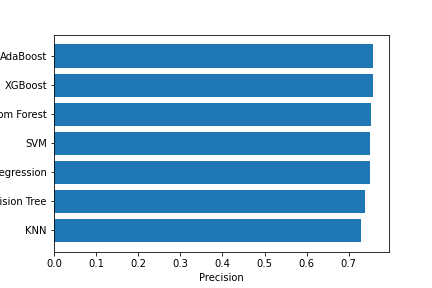 AdaBoost
XGBoost
om Forest
SVM
egression
ision Tree
KNN
0.0 0.1 0.2 0.3 0.4 0.5 0.6 0.7
Precision